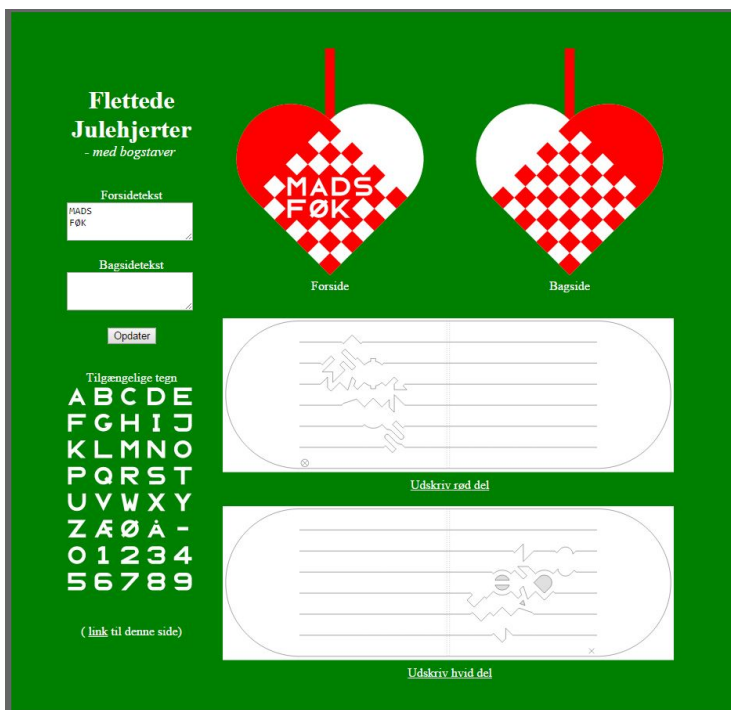 Flettede
Julehjerter
- med bogstaver
Forsidetekst
MADS
FØK
Bagsidetekst
Opdater
Tilgængelige tegn
A B C D E
F G H I J
K L M N O
P Q R S T
U V W X Y
Z Æ Ø Å -
0 1 2 3 4
5 6 7 8 9
( link til denne side)
MADS
FØK
Forside
Bagside
Udskriv rød del
Udskriv hvid del